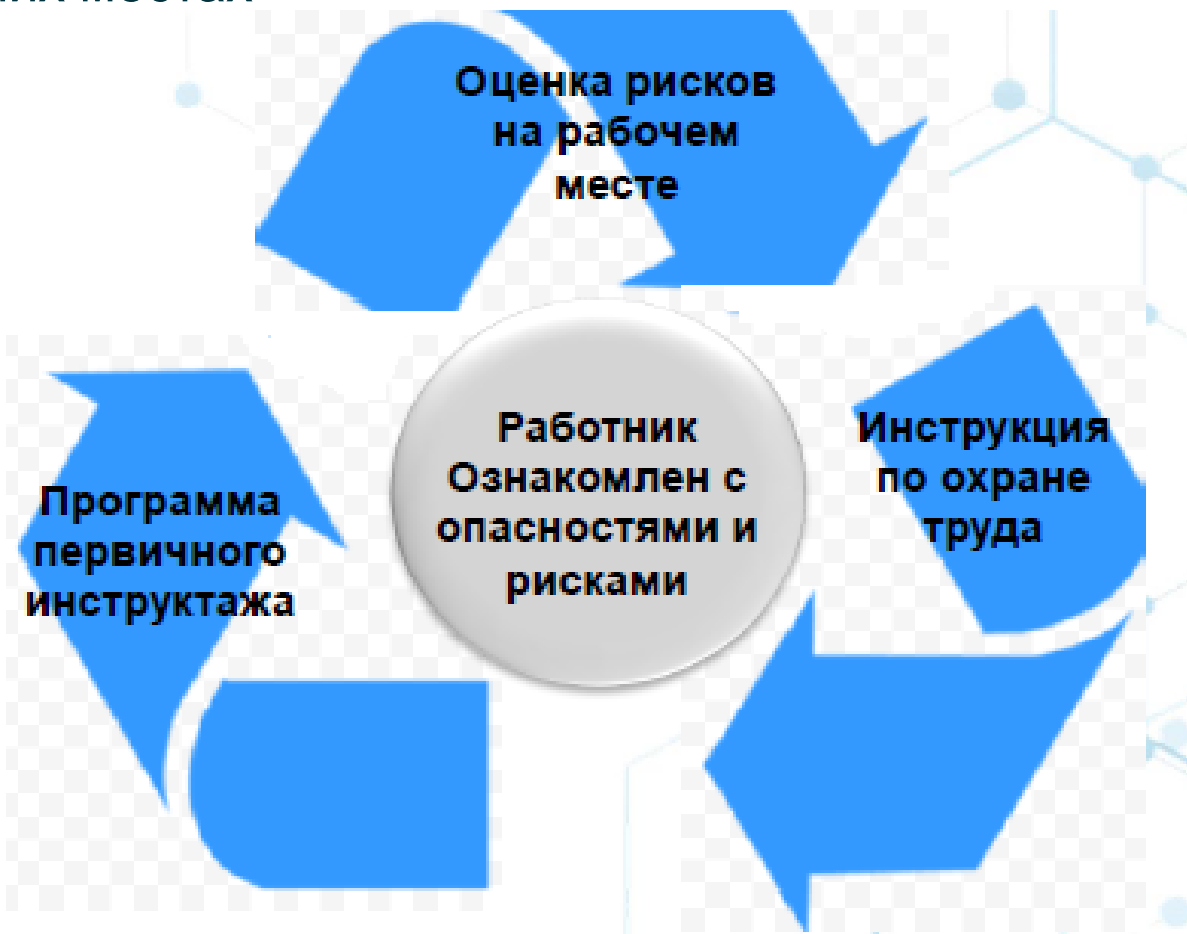 Оценка рисков
на рабочем
месте
Работник
Ознакомлен с
опасностями и
рисками
Инструкция
по охране
труда
Программа
первичного
инструктажа